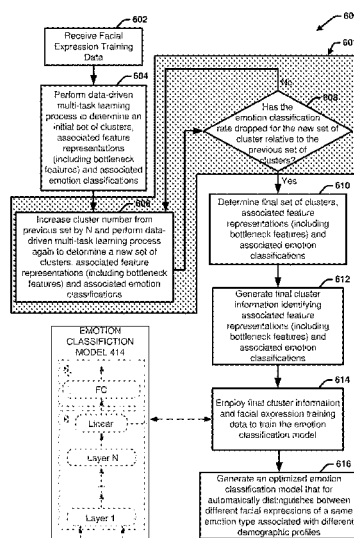 600
602
601
Receive Facial
Expression Training
Data
604
Perform data-driven
multi-task learning
process to determine an
initial set of clusters,
associated feature
representations
(including bottleneck
features) and associated
emotion classifications
No
608
Has the
emotion classification
rate dropped for the new set of
cluster relative to the
previous set of
clusters?
Yes
606
Increase cluster number from
previous set by N and perform data-
driven multi-task learning process
again to determine a new set of
clusters, associated feature
representations (including bottleneck
features) and associated emotion
classifications
610
Determine final set of clusters,
associated feature representations
(including bottleneck features)
and associated emotion
classifications
612
Generate final cluster
information identifying
associated feature
representations (including
bottleneck features) and
associated emotion
classifications
614
Employ final cluster information
and facial expression training
data to train the emotion
classification model
616
Generate an optimized emotion
classification model that for
automatically distinguishes between
different facial expressions of a same
emotion type associated with different
demographic profiles
EMOTION
CLASSIFICTION
MODEL 414
FC
Linear
Layer N
Layer 1